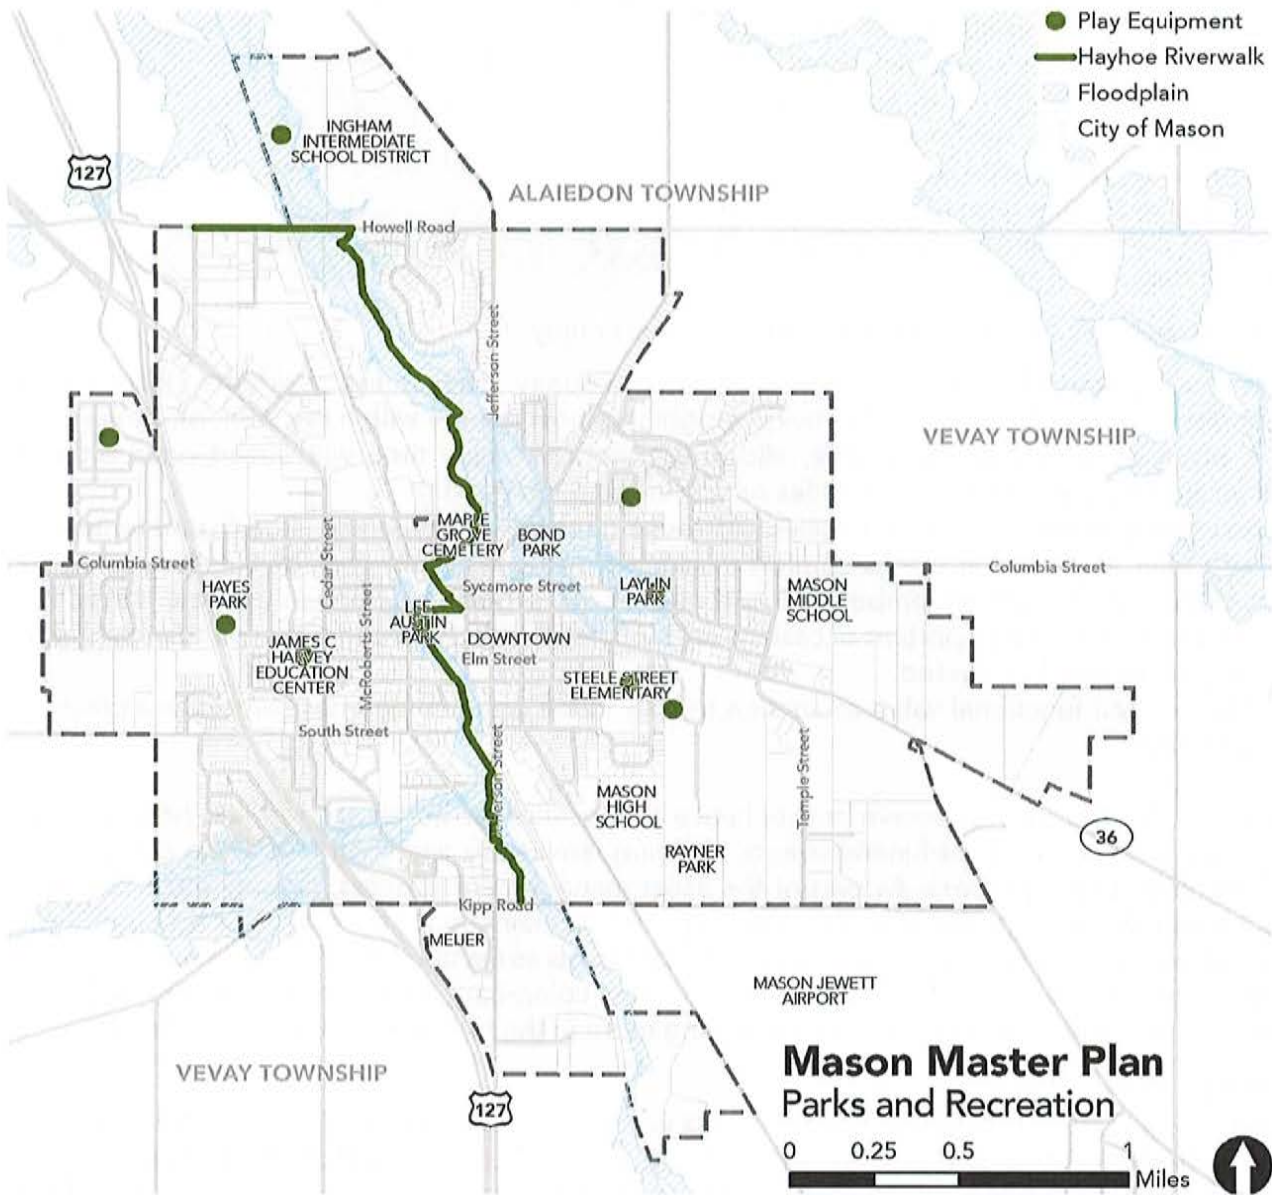 Play Equipment
Hayhoe Riverwalk
Floodplain
City of Mason
INGHAM
INTERMEDIATE
SCHOOL DISTRICT
127
ALAIEDON TOWNSHIP
Howell Road
Jefferson Street
VEVAY TOWNSHIP
MAPLE
GROVE
CEMETERY
BOND
PARK
Columbia Street
Cedar Street
Sycamore Street
Columbia Street
HAYES
PARK
McRoberts Street
LEE
AUSTIN
PARK
LAYLIN
PARK
MASON
MIDDLE
SCHOOL
JAMES C
HARVEY
EDUCATION
CENTER
DOWNTOWN
Elm Street
STEELE STREET
ELEMENTARY
South Street
Jefferson Street
Temple Street
MASON
HIGH
SCHOOL
36
RAYNER
PARK
Kipp Road
MEIJER
MASON JEWETT
AIRPORT
VEVAY TOWNSHIP
127
Mason Master Plan
Parks and Recreation
0 0.25 0.5 1
Miles